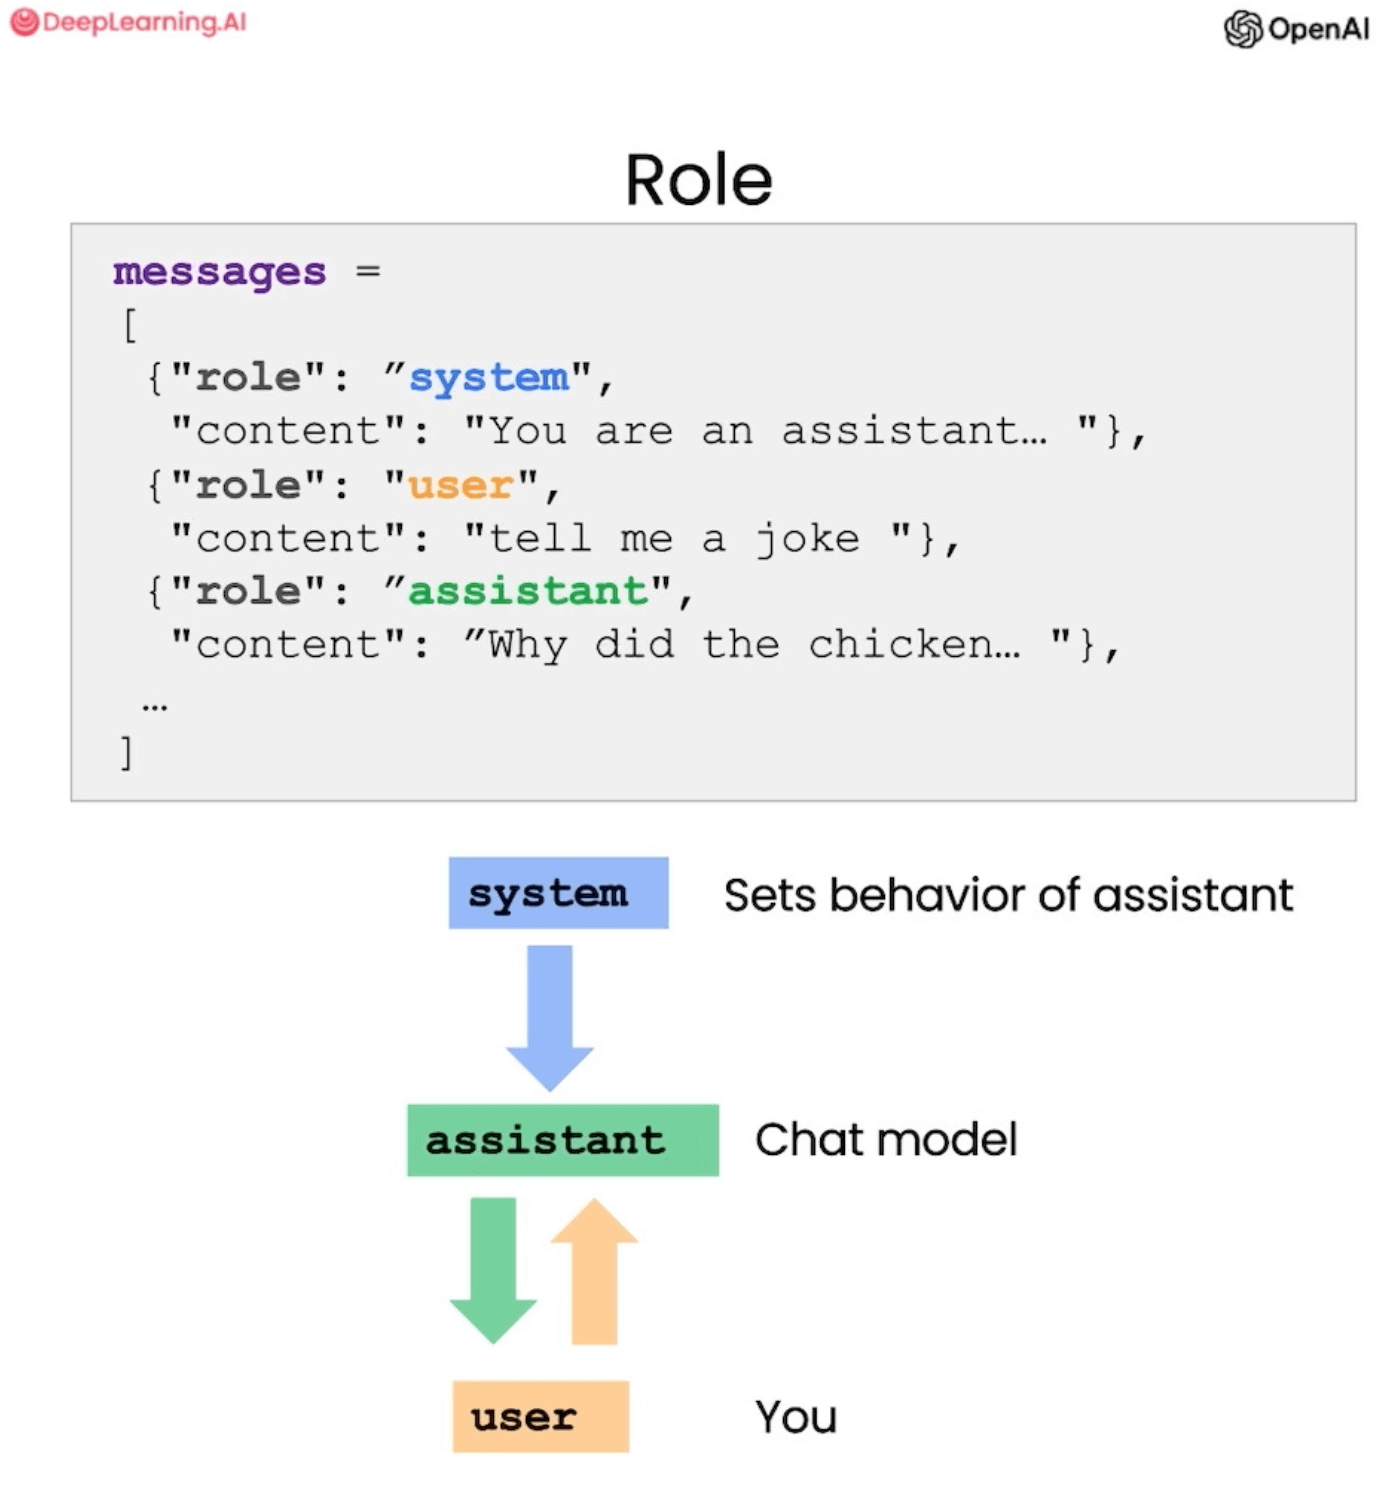 DeepLearning.AI
OpenAI
Role
messages =
[
{"role": ”system",
"content": "You are an assistant… "},
{"role": "user",
"content": "tell me a joke "},
{"role": ”assistant",
"content": ”Why did the chicken… "},
…
]
system
Sets behavior of assistant
assistant
Chat model
user
You